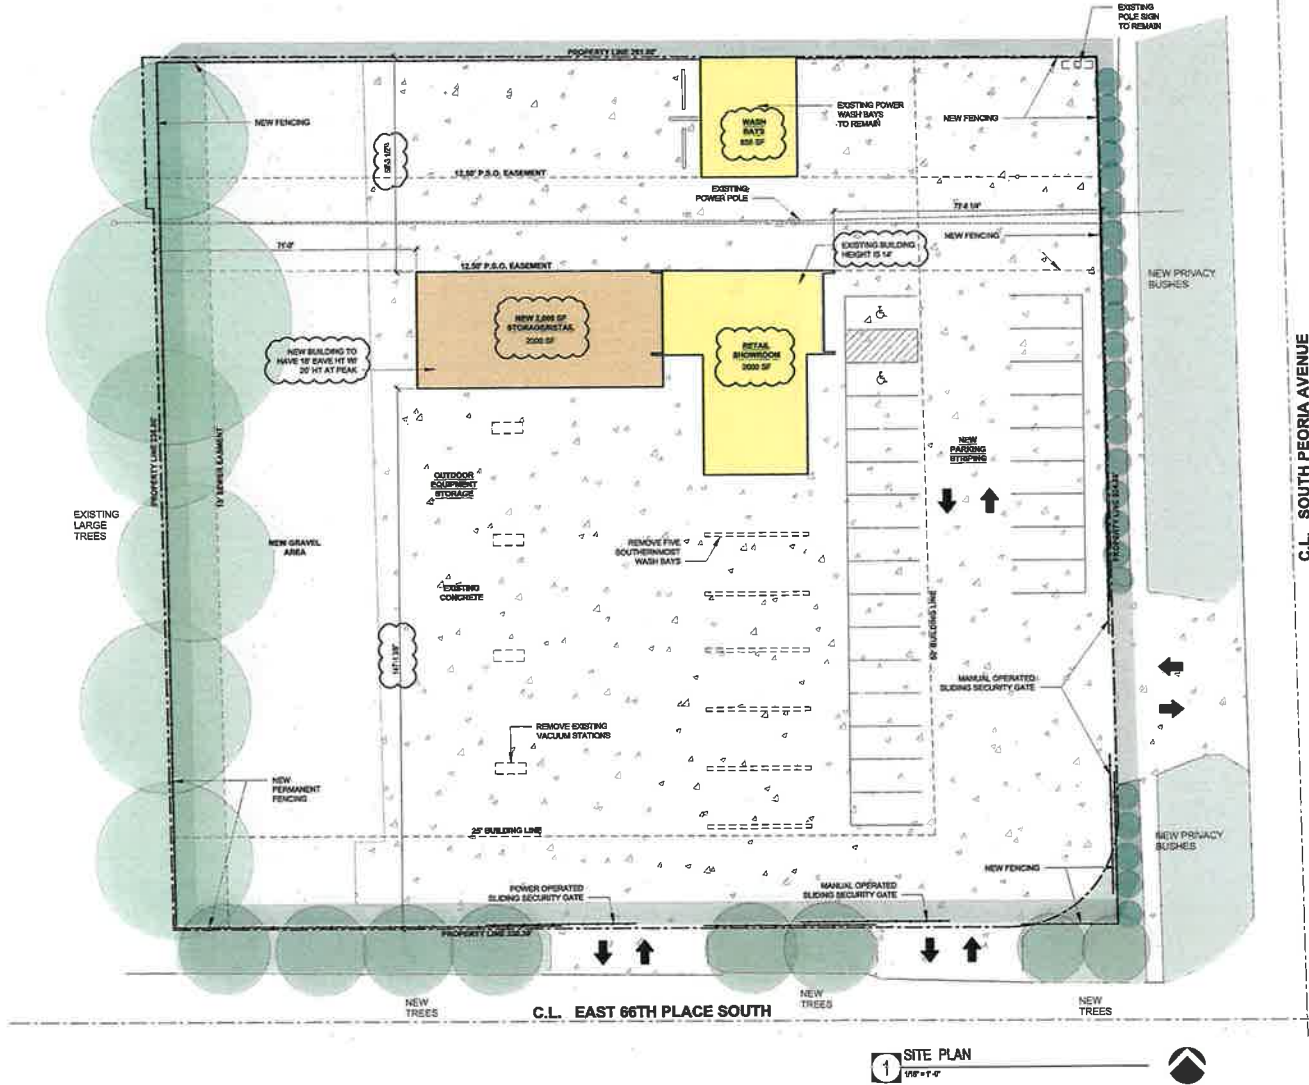 EXISTING
POLE SIGN
TO REMAIN
NEW FENCING
EXISTING POWER
WASH BAYS
TO REMAIN
WASH
BAYS
NEW FENCING
12.50' P.S.O. EASEMENT
EXISTING
POWER POLE
NEW FENCING
EXISTING BUILDING
HEIGHT IS 14'
71'-0"
12.50' P.S.O. EASEMENT
NEW PRIVACY
BUSHES
NEW 2,000 SF
STORAGE/RETAIL
2000 SF
RETAIL
SHOWROOM
2000 SF
NEW BUILDING TO
HAVE 16' EAVE HT W/
20' HT AT PEAK
C.L. SOUTH PEORIA AVENUE
NEW
PARKING
STRIPING
OUTDOOR
EQUIPMENT
STORAGE
EXISTING
LARGE
TREES
NEW GRAVEL
AREA
REMOVE FIVE
SOUTHERNMOST
WASH BAYS
EXISTING
CONCRETE
50' BUILDING LINE
MANUAL OPERATED
SLIDING SECURITY GATE
REMOVE EXISTING
VACUUM STATIONS
NEW
PERMANENT
FENCING
25' BUILDING LINE
NEW PRIVACY
BUSHES
NEW FENCING
POWER OPERATED
SLIDING SECURITY GATE
MANUAL OPERATED
SLIDING SECURITY GATE
PROPERTY LINE
NEW
TREES
C.L. EAST 66TH PLACE SOUTH
NEW
TREES
NEW
TREES
1
SITE PLAN